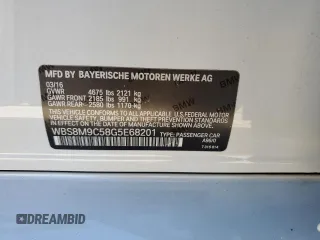 MFD BY BAYERISCHE MOTOREN WERKE AG
03/16
GVWR 4675 lbs 2121 kg
GAWR FRONT 2185 lbs 991 kg
GAWR REAR 2580 lbs 1170 kg
THIS VEHICLE CONFORMS TO ALL APPLICABLE U.S. FEDERAL MOTOR
VEHICLE SAFETY, BUMPER, AND THEFT PREVENTION STANDARDS
IN EFFECT ON THE DATE OF MANUFACTURE SHOWN ABOVE.
WBS8M9C58G5E68201 TYPE: PASSENGER CAR
BMW
DREAMBID